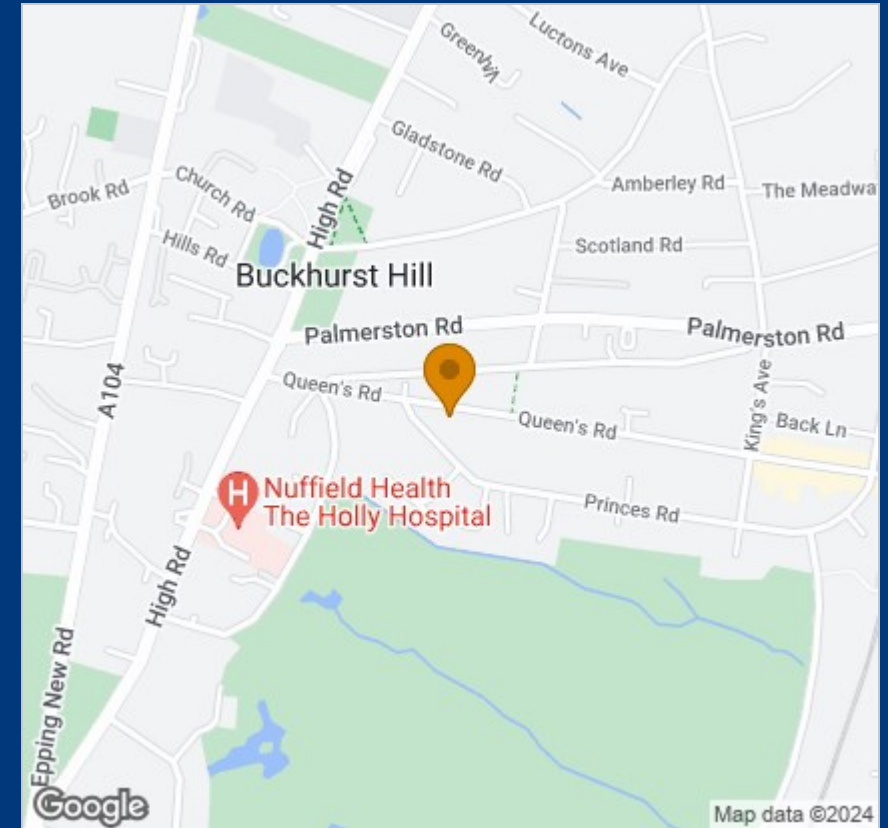 Luctons Ave
Greenhill
Gladstone Rd
Church Rd
Brook Rd
High Rd
Amberley Rd
The Meadwa
Hills Rd
Scotland Rd
Buckhurst Hill
Palmerston Rd
Palmerston Rd
A104
Queen's Rd
King's Ave
Queen's Rd
Back Ln
H
Nuffield Health
The Holly Hospital
Princes Rd
High Rd
Epping New Rd
Google
Map data ©2024